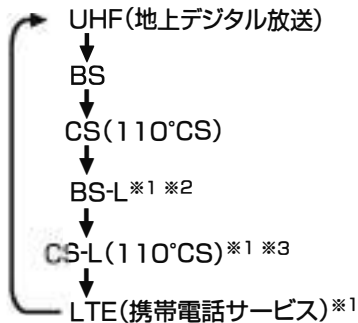 UHF(地上デジタル放送)
BS
CS(110°CS)
BS-L※1 ※2
CS-L(110°CS)※1 ※3
LTE(携帯電話サービス)※1